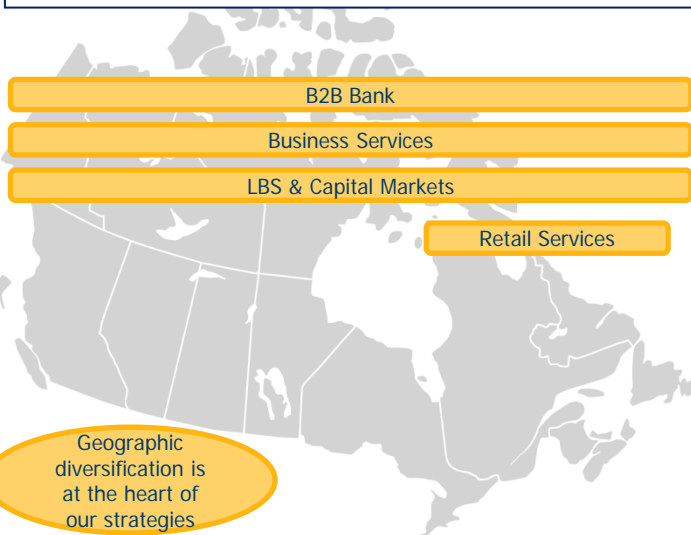 B2B Bank
Business Services
LBS & Capital Markets
Retail Services
Geographic
diversification is
at the heart of
our strategies